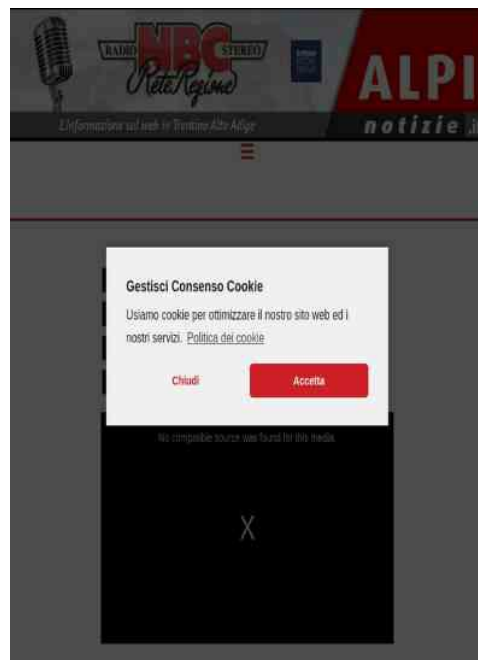 RADIO NBC STEREO
Rete Regione
L'informazione sul web in Trentino Alto Adige
ALPI
notizie .it
Gestisci Consenso Cookie
Usiamo cookie per ottimizzare il nostro sito web ed i
nostri servizi. Politica dei cookie
Chiudi
Accetta
No compatible source was found for this media.
X